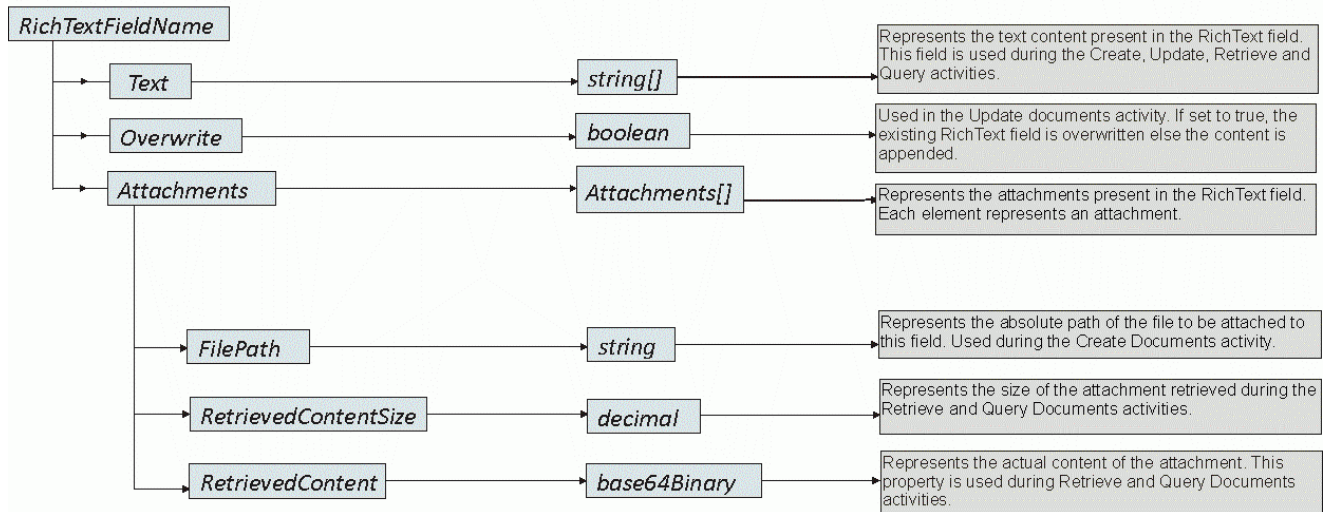 RichTextFieldName
Text
string[]
Represents the text content present in the RichText field.
This field is used during the Create, Update, Retrieve and
Query activities.
Overwrite
boolean
Used in the Update documents activity. If set to true, the
existing RichText field is overwritten else the content is
appended.
Attachments
Attachments[]
Represents the attachments present in the RichText field.
Each element represents an attachment.
FilePath
string
Represents the absolute path of the file to be attached to
this field. Used during the Create Documents activity.
RetrievedContentSize
decimal
Represents the size of the attachment retrieved during the
Retrieve and Query Documents activities.
RetrievedContent
base64Binary
Represents the actual content of the attachment. This
property is used during Retrieve and Query Documents
activities.